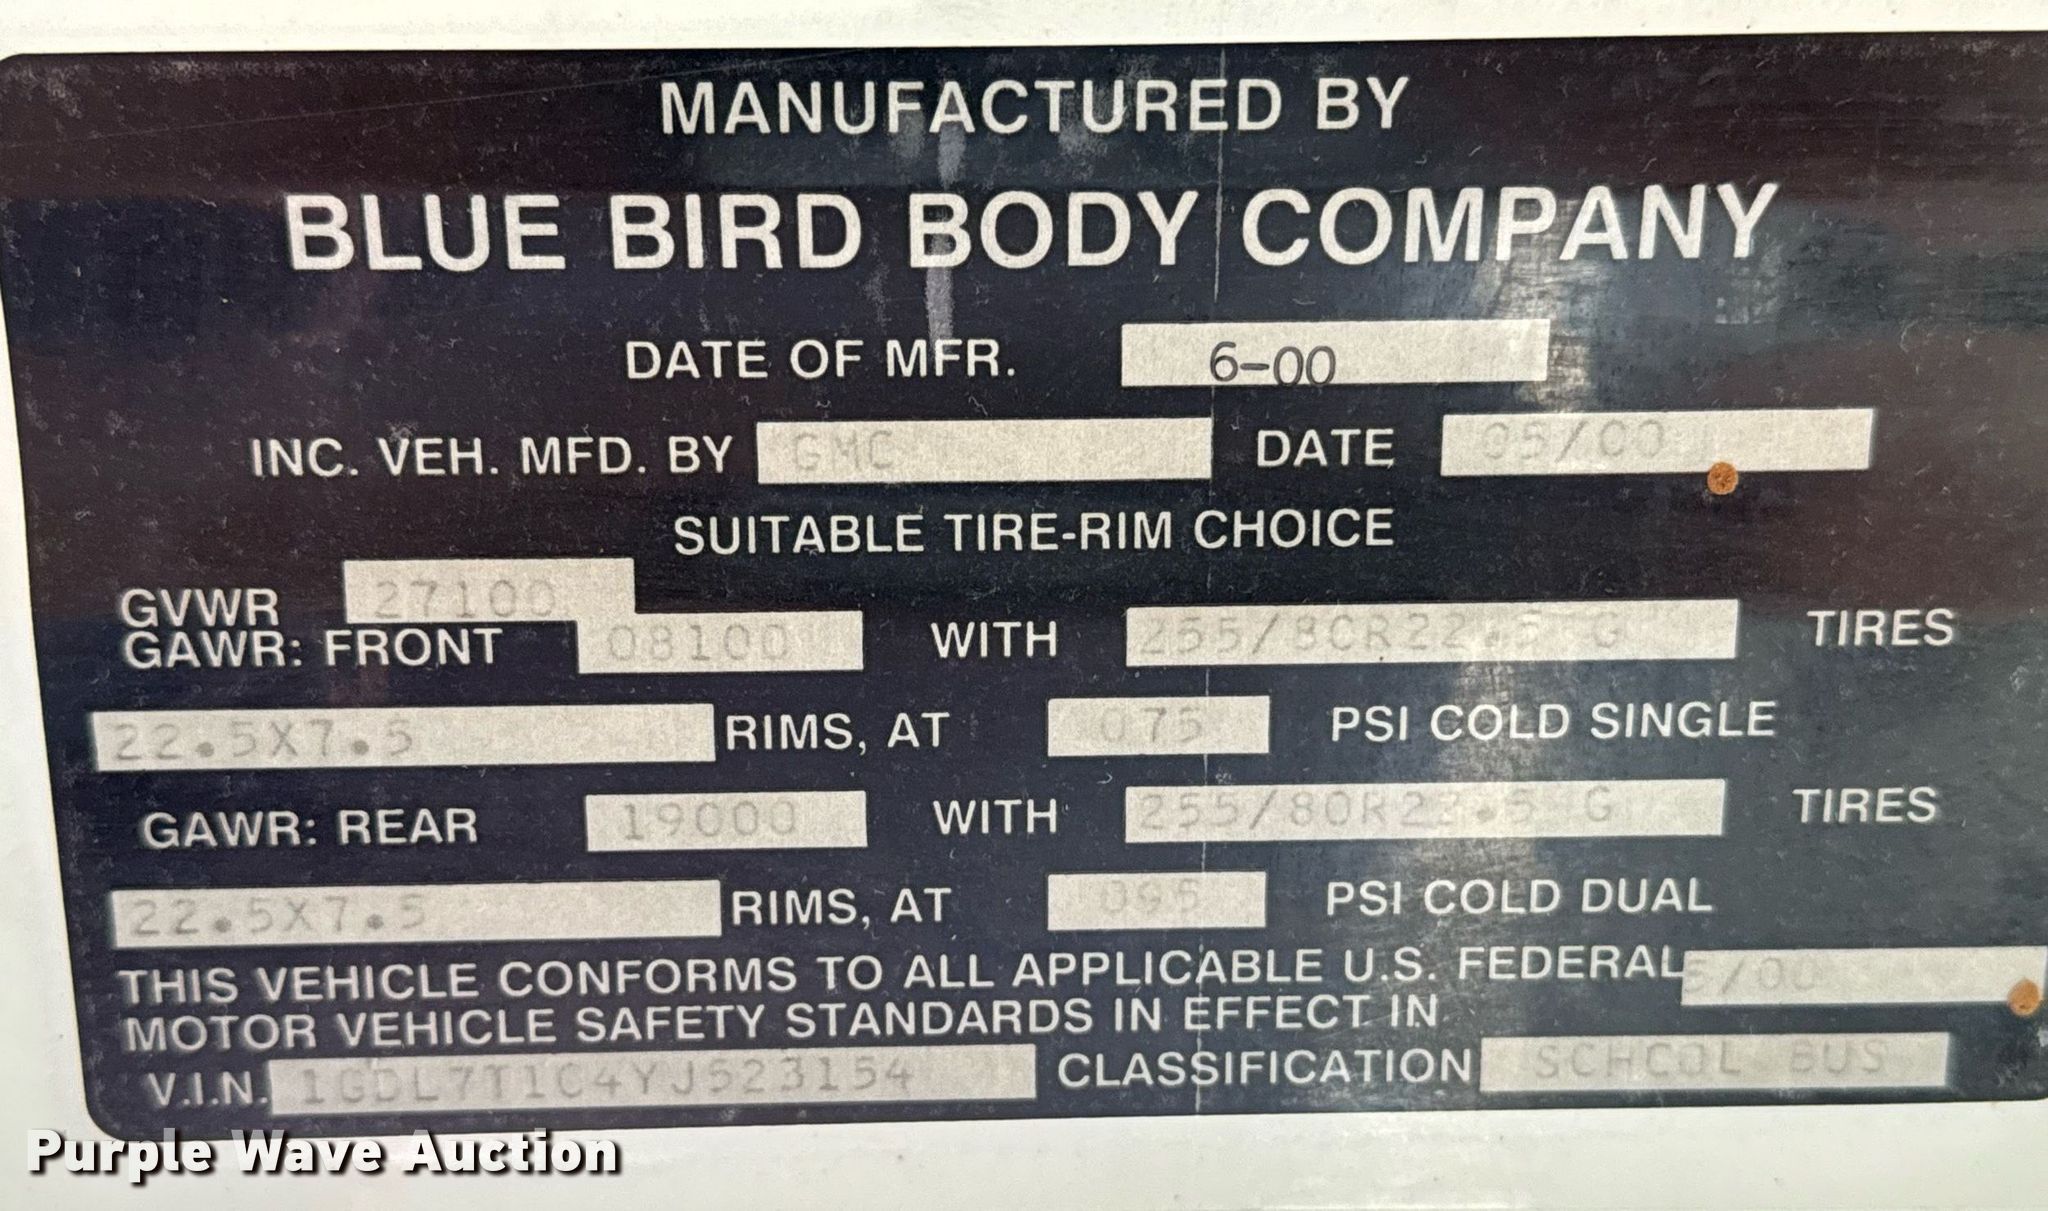 MANUFACTURED BY
BLUE BIRD BODY COMPANY
DATE OF MFR. 6-00
INC. VEH. MFD. BY GMC DATE 05/00
SUITABLE TIRE-RIM CHOICE
GVWR 27100
GAWR: FRONT 08100 WITH 255/80R22.5 G TIRES
22.5X7.5 RIMS, AT 075 PSI COLD SINGLE
GAWR: REAR 19000 WITH 255/80R22.5 G TIRES
22.5X7.5 RIMS, AT PSI COLD DUAL
THIS VEHICLE CONFORMS TO ALL APPLICABLE U.S. FEDERAL 5/00
MOTOR VEHICLE SAFETY STANDARDS IN EFFECT IN
V.I.N. 1GDL7T1C4YJ523154 CLASSIFICATION SCHOOL BUS
Purple Wave Auction